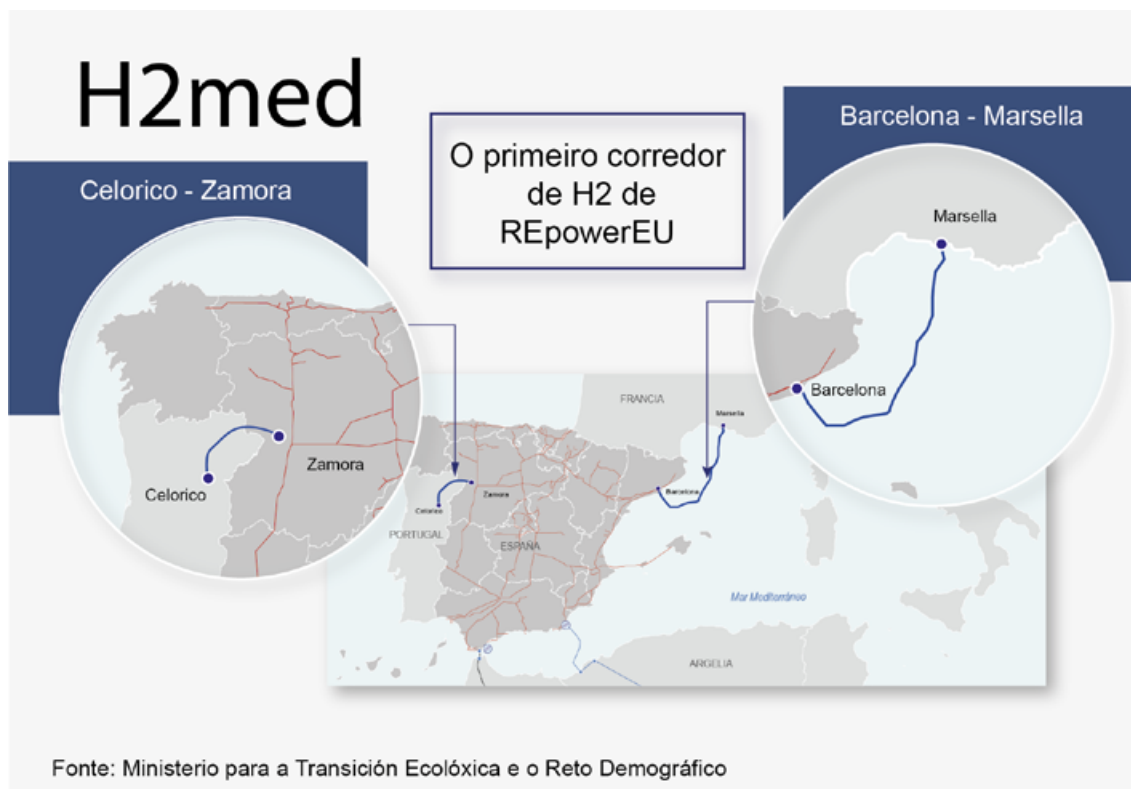 H2med
Celorico - Zamora
O primeiro corredor
de H2 de
REpowerEU
Barcelona - Marsella
Marsella
Barcelona
Zamora
Celorico
FRANCIA
Marsella
Barcelona
Zamora
Celorico
PORTUGAL
ESPAÑA
Mar Mediterráneo
ARGELIA
Fonte: Ministerio para a Transición Ecolóxica e o Reto Demográfico